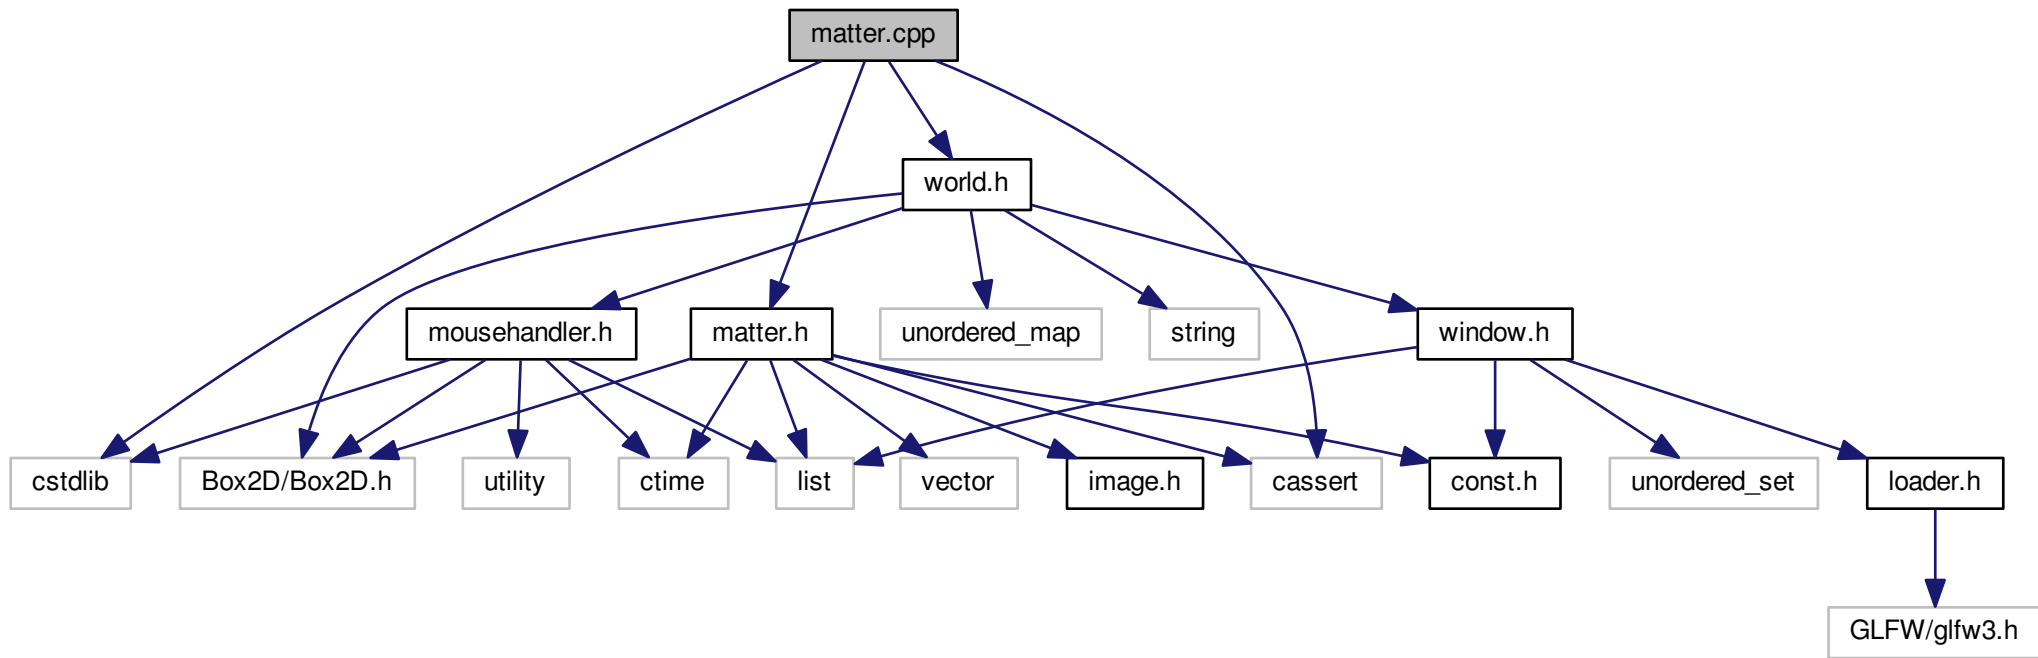 matter.cpp
world.h
mousehandler.h
matter.h
unordered_map
string
window.h
cstdlib
Box2D/Box2D.h
utility
ctime
list
vector
image.h
cassert
const.h
unordered_set
loader.h
GLFW/glfw3.h